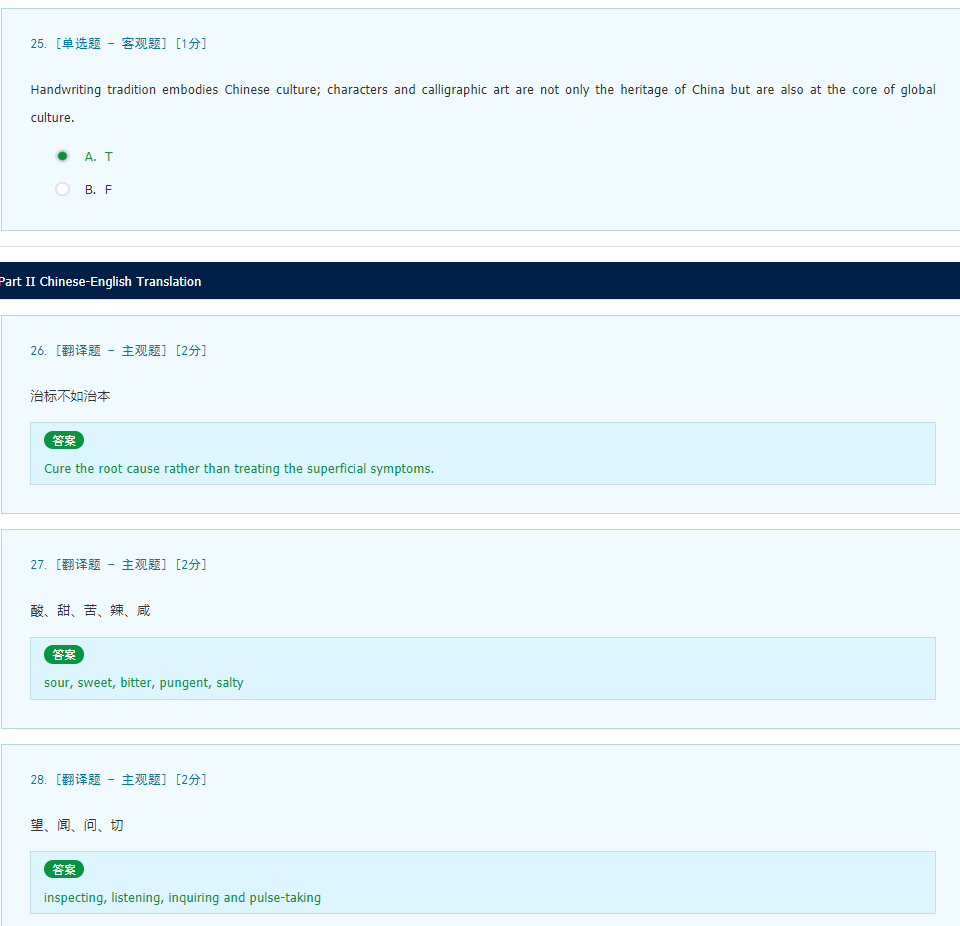 25. [单选题 - 客观题] [1分]
Handwriting tradition embodies Chinese culture; characters and calligraphic art are not only the heritage of China but are also at the core of global
culture.
A. T
B. F
Part II Chinese-English Translation
26. [翻译题 - 主观题] [2分]
治标不如治本
答案
Cure the root cause rather than treating the superficial symptoms.
27. [翻译题 - 主观题] [2分]
酸、甜、苦、辣、咸
答案
sour, sweet, bitter, pungent, salty
28. [翻译题 - 主观题] [2分]
望、闻、问、切
答案
inspecting, listening, inquiring and pulse-taking